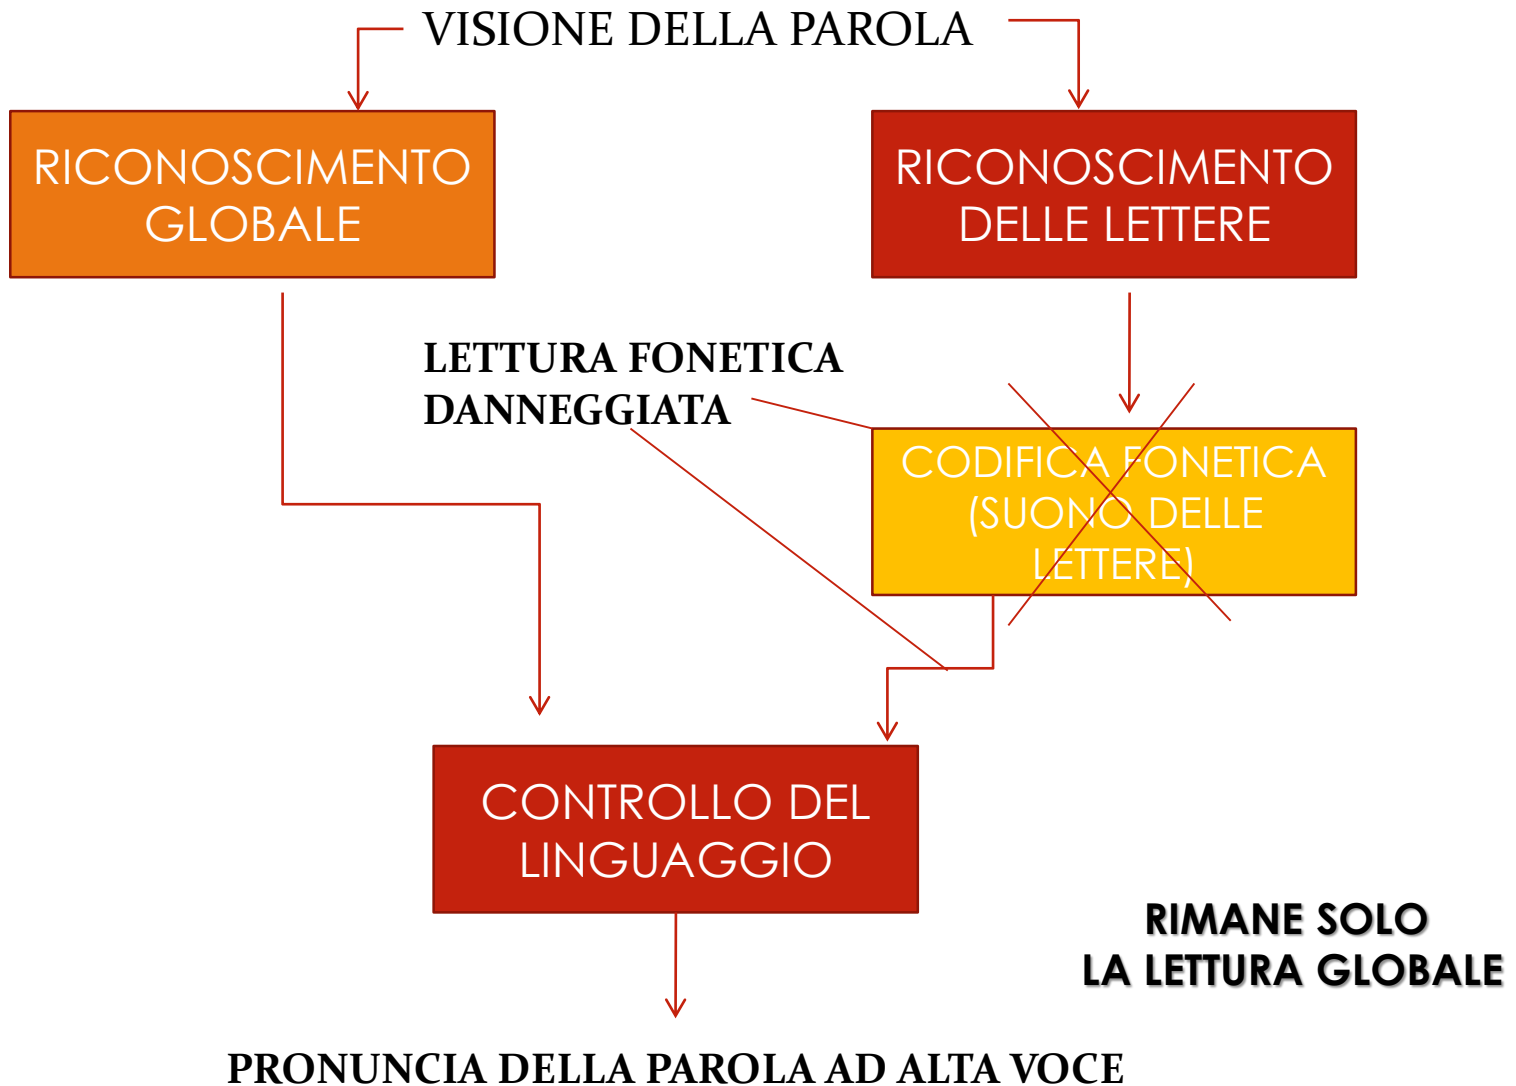 VISIONE DELLA PAROLA
RICONOSCIMENTO
GLOBALE
RICONOSCIMENTO
DELLE LETTERE
LETTURA FONETICA
DANNEGGIATA
CODIFICA FONETICA
(SUONO DELLE
LETTERE)
CONTROLLO DEL
LINGUAGGIO
RIMANE SOLO
LA LETTURA GLOBALE
PRONUNCIA DELLA PAROLA AD ALTA VOCE